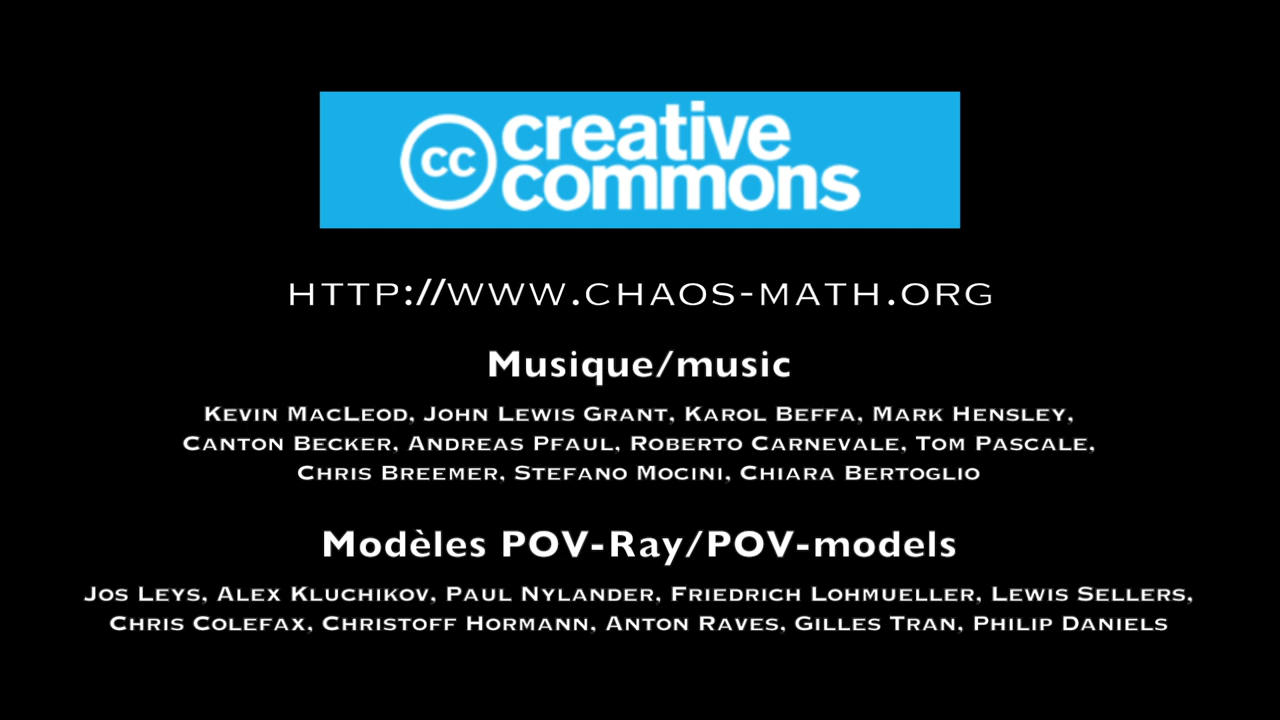 cc creative
commons
HTTP://WWW.CHAOS-MATH.ORG
Musique/music
KEVIN MACLEOD, JOHN LEWIS GRANT, KAROL BEFFA, MARK HENSLEY,
CANTON BECKER, ANDREAS PFAUL, ROBERTO CARNEVALE, TOM PASCALE,
CHRIS BREEMER, STEFANO MOCINI, CHIARA BERTOGLIO
Modèles POV-Ray/POV-models
JOS LEYS, ALEX KLUCHIKOV, PAUL NYLANDER, FRIEDRICH LOHMUELLER, LEWIS SELLERS,
CHRIS COLEFAX, CHRISTOFF HORMANN, ANTON RAVES, GILLES TRAN, PHILIP DANIELS